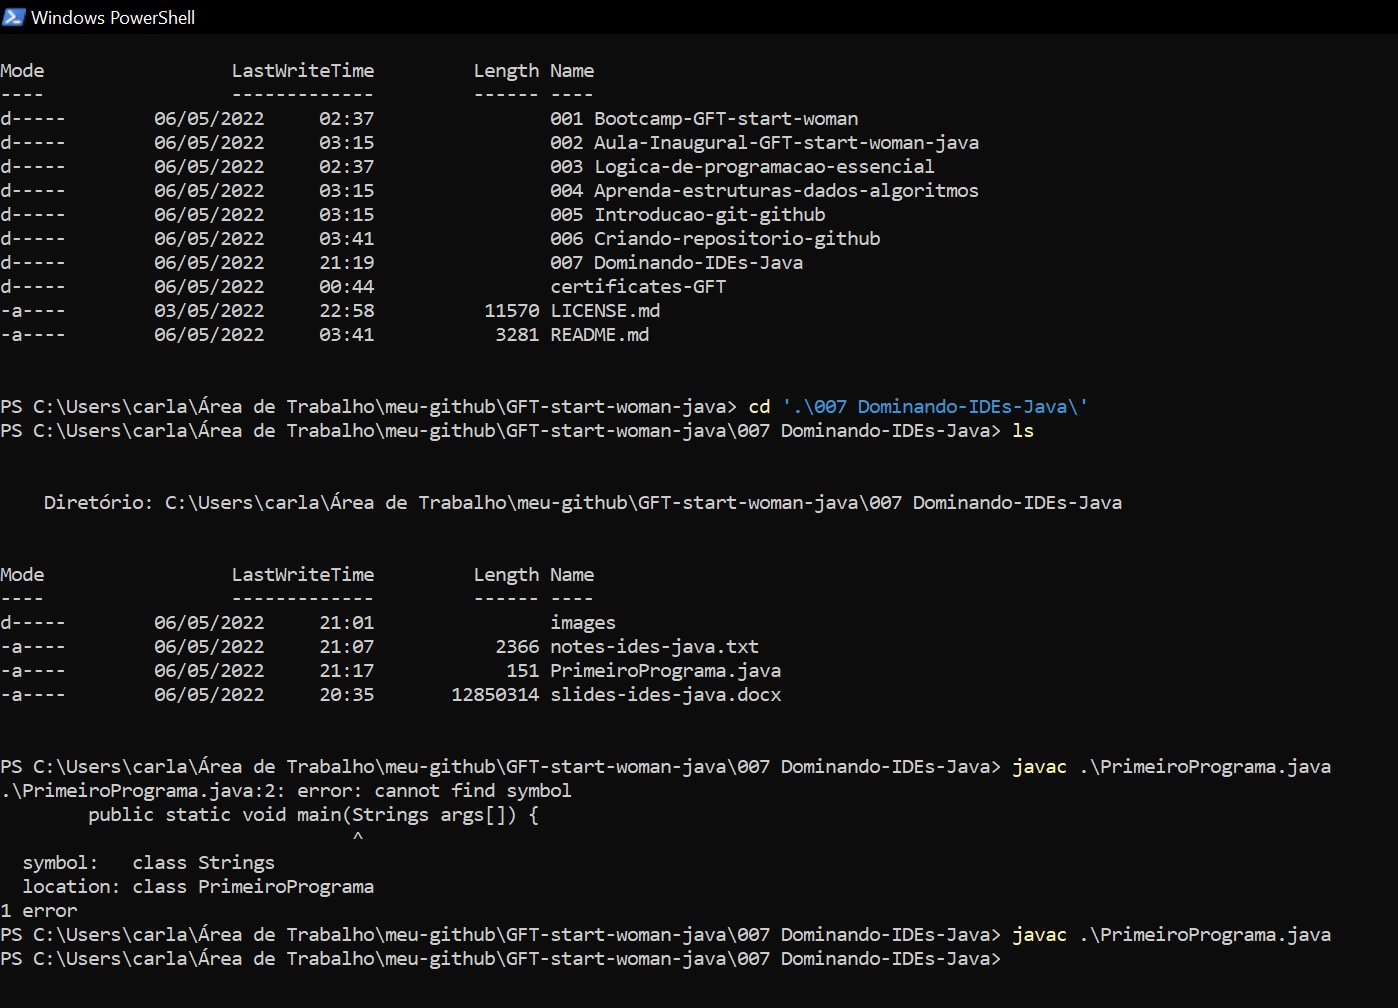 Windows PowerShell
Mode LastWriteTime Length Name
---- ------------- ------ ----
d----- 06/05/2022 02:37 001 Bootcamp-GFT-start-woman
d----- 06/05/2022 03:15 002 Aula-Inaugural-GFT-start-woman-java
d----- 06/05/2022 02:37 003 Logica-de-programacao-essencial
d----- 06/05/2022 03:15 004 Aprenda-estruturas-dados-algoritmos
d----- 06/05/2022 03:15 005 Introducao-git-github
d----- 06/05/2022 03:41 006 Criando-repositorio-github
d----- 06/05/2022 21:19 007 Dominando-IDEs-Java
d----- 06/05/2022 00:44 certificates-GFT
-a---- 03/05/2022 22:58 11570 LICENSE.md
-a---- 06/05/2022 03:41 3281 README.md
PS C:\Users\carla\Área de Trabalho\meu-github\GFT-start-woman-java> cd '.\007 Dominando-IDEs-Java\'
PS C:\Users\carla\Área de Trabalho\meu-github\GFT-start-woman-java\007 Dominando-IDEs-Java> ls
Diretório: C:\Users\carla\Área de Trabalho\meu-github\GFT-start-woman-java\007 Dominando-IDEs-Java
Mode LastWriteTime Length Name
---- ------------- ------ ----
d----- 06/05/2022 21:01 images
-a---- 06/05/2022 21:07 2366 notes-ides-java.txt
-a---- 06/05/2022 21:17 151 PrimeiroPrograma.java
-a---- 06/05/2022 20:35 12850314 slides-ides-java.docx
PS C:\Users\carla\Área de Trabalho\meu-github\GFT-start-woman-java\007 Dominando-IDEs-Java> javac .\PrimeiroPrograma.java
.\PrimeiroPrograma.java:2: error: cannot find symbol
public static void main(Strings args[]) {
^
symbol: class Strings
location: class PrimeiroPrograma
1 error
PS C:\Users\carla\Área de Trabalho\meu-github\GFT-start-woman-java\007 Dominando-IDEs-Java> javac .\PrimeiroPrograma.java
PS C:\Users\carla\Área de Trabalho\meu-github\GFT-start-woman-java\007 Dominando-IDEs-Java>